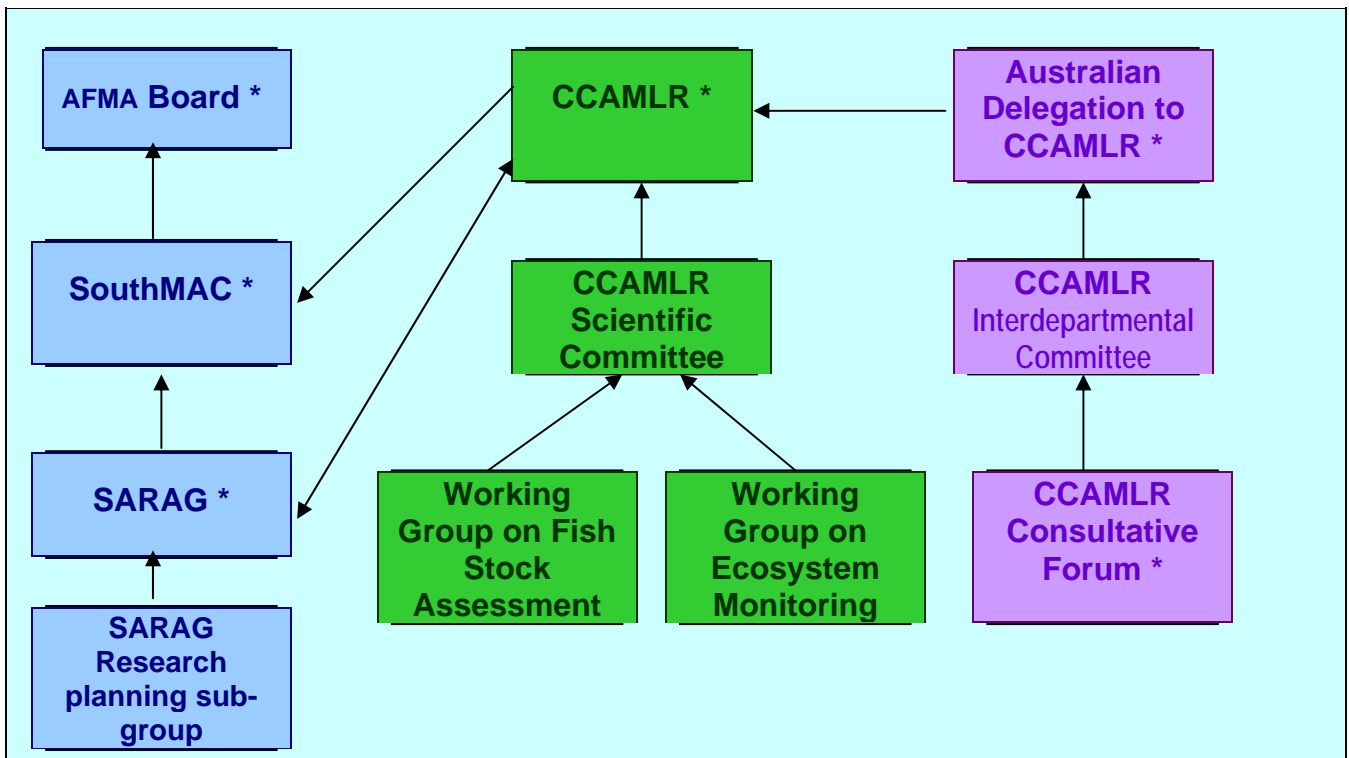 AFMA Board *
CCAMLR *
Australian
Delegation to
CCAMLR *
SouthMAC *
CCAMLR
Scientific
Committee
CCAMLR
Interdepartmental
Committee
SARAG *
Working
Group on Fish
Stock
Assessment
Working
Group on
Ecosystem
Monitoring
CCAMLR
Consultative
Forum *
SARAG
Research
planning sub-
group